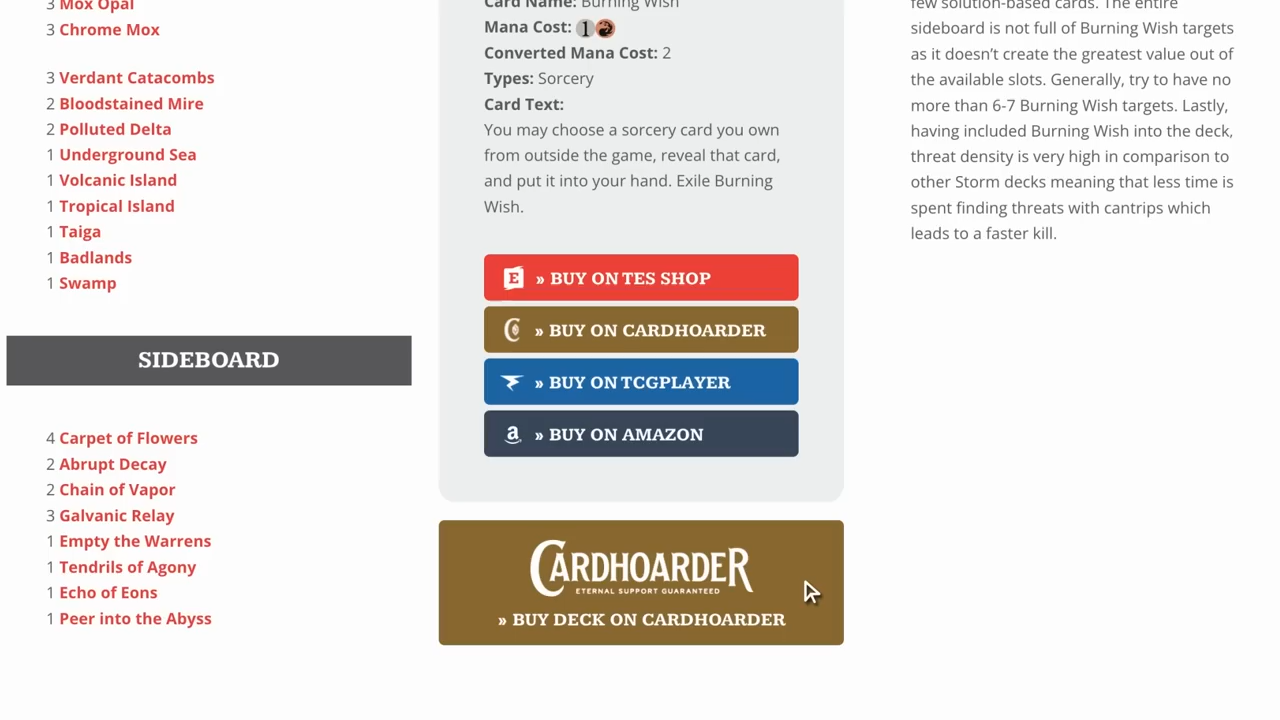 3 Mox Opal
3 Chrome Mox
3 Verdant Catacombs
2 Bloodstained Mire
2 Polluted Delta
1 Underground Sea
1 Volcanic Island
1 Tropical Island
1 Taiga
1 Badlands
1 Swamp
SIDEBOARD
4 Carpet of Flowers
2 Abrupt Decay
2 Chain of Vapor
3 Galvanic Relay
1 Empty the Warrens
1 Tendrils of Agony
1 Echo of Eons
1 Peer into the Abyss
Card Name: Burning Wish
Mana Cost: 1
Converted Mana Cost: 2
Types: Sorcery
Card Text:
You may choose a sorcery card you own
from outside the game, reveal that card,
and put it into your hand. Exile Burning
Wish.
E » BUY ON TES SHOP
C » BUY ON CARDHOARDER
» BUY ON TCGPLAYER
a » BUY ON AMAZON
CARDHOARDER
ETERNAL SUPPORT GUARANTEED
» BUY DECK ON CARDHOARDER
few solution-based cards. The entire
sideboard is not full of Burning Wish targets
as it doesn’t create the greatest value out of
the available slots. Generally, try to have no
more than 6-7 Burning Wish targets. Lastly,
having included Burning Wish into the deck,
threat density is very high in comparison to
other Storm decks meaning that less time is
spent finding threats with cantrips which
leads to a faster kill.